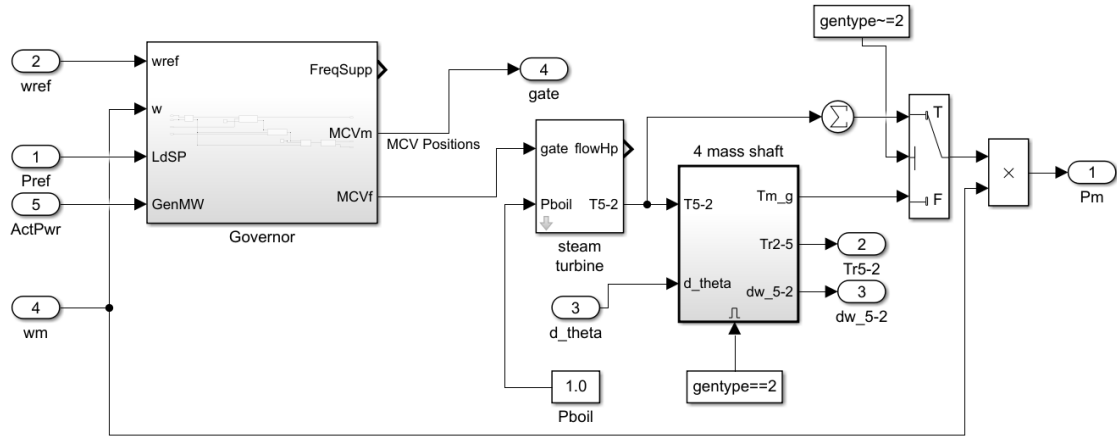 gentype~=2
2
wref
wref
FreqSupp
4
gate
w
MCVm
MCV Positions
1
Pref
LdSP
5
ActPwr
GenMW
MCVf
Governor
gate
flowHp
Pboil
T5-2
steam
turbine
Σ
4 mass shaft
T5-2
Tm_g
Tr2-5
d_theta
dw_5-2
T
F
×
1
Pm
2
Tr5-2
3
dw_5-2
4
wm
3
d_theta
gentype==2
1.0
Pboil